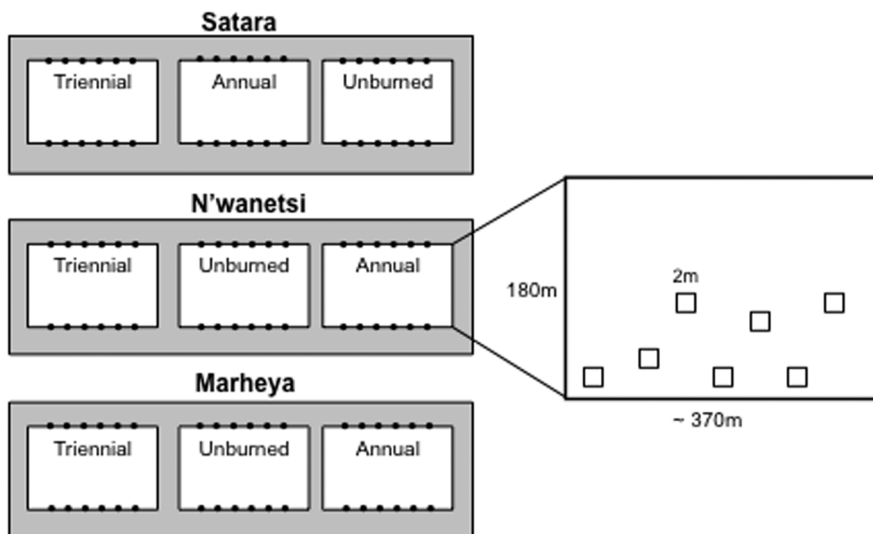 Satara
Triennial Annual Unburned
N'wanetsi
Triennial Unburned Annual
2m
180m
~ 370m
Marheya
Triennial Unburned Annual